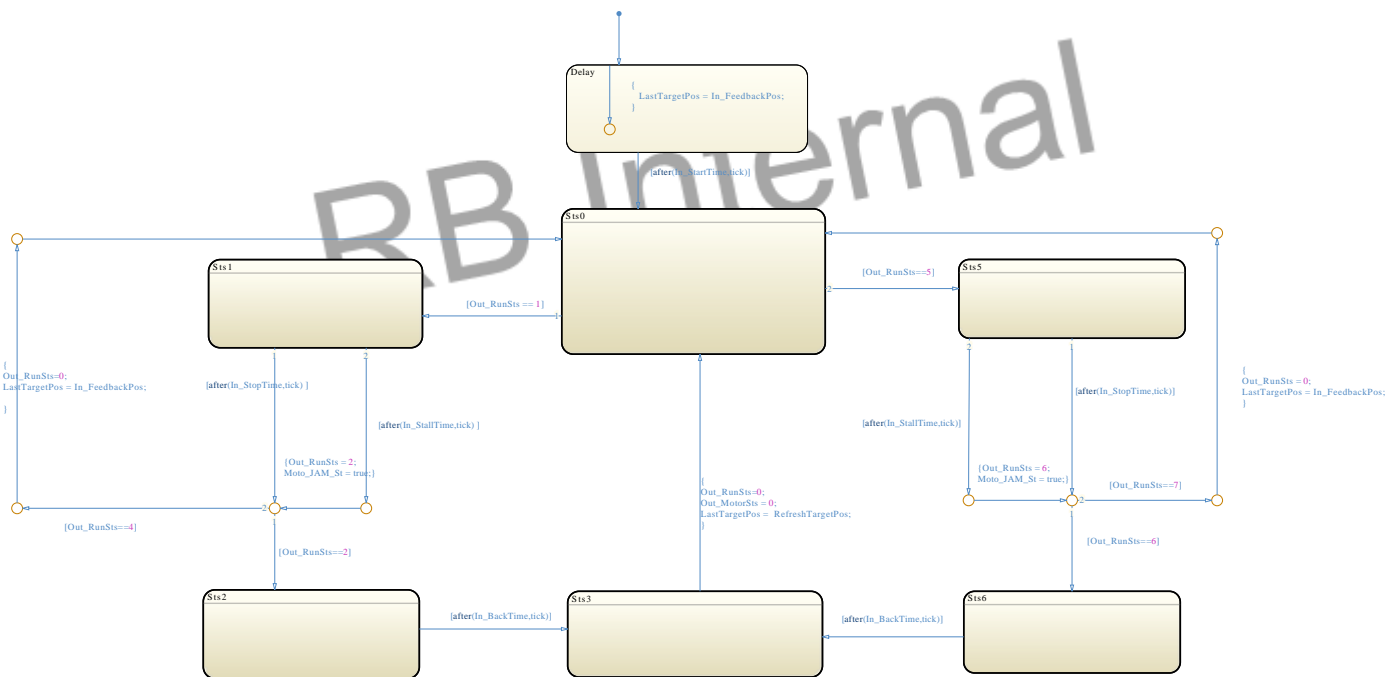 Delay
{
LastTargetPos = In_FeedbackPos;
}
[after(In_StartTime,tick)]
RB Internal
Sts0
Sts1
Sts5
[Out_RunSts==5]
2
[Out_RunSts == 1]
1
1
2
2
1
{
Out_RunSts=0;
LastTargetPos = In_FeedbackPos;
}
[after(In_StopTime,tick) ]
[after(In_StallTime,tick) ]
[after(In_StopTime,tick)]
[after(In_StallTime,tick)]
{
Out_RunSts = 0;
LastTargetPos = In_FeedbackPos;
}
{Out_RunSts = 2;
Moto_JAM_St = true;}
{
Out_RunSts=0;
Out_MotorSts = 0;
LastTargetPos = RefreshTargetPos;
}
{Out_RunSts = 6;
Moto_JAM_St = true;}
[Out_RunSts==7]
2
2
1
1
[Out_RunSts==4]
[Out_RunSts==2]
[Out_RunSts==6]
Sts2
Sts3
Sts6
[after(In_BackTime,tick)]
[after(In_BackTime,tick)]